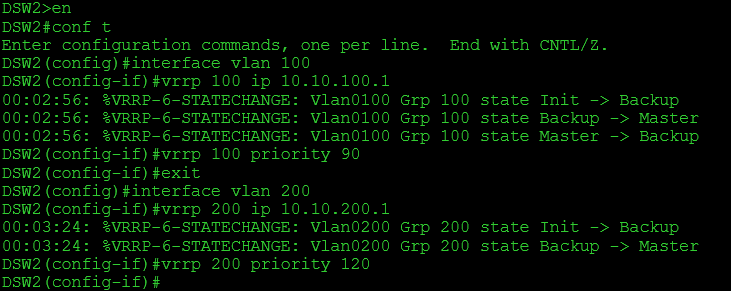 DSW2>en
DSW2#conf t
Enter configuration commands, one per line.  End with CNTL/Z.
DSW2(config)#interface vlan 100
DSW2(config-if)#vrrp 100 ip 10.10.100.1
00:02:56: %VRRP-6-STATECHANGE: Vlan0100 Grp 100 state Init -> Backup
00:02:56: %VRRP-6-STATECHANGE: Vlan0100 Grp 100 state Backup -> Master
00:02:56: %VRRP-6-STATECHANGE: Vlan0100 Grp 100 state Master -> Backup
DSW2(config-if)#vrrp 100 priority 90
DSW2(config-if)#exit
DSW2(config)#interface vlan 200
DSW2(config-if)#vrrp 200 ip 10.10.200.1
00:03:24: %VRRP-6-STATECHANGE: Vlan0200 Grp 200 state Init -> Backup
00:03:24: %VRRP-6-STATECHANGE: Vlan0200 Grp 200 state Backup -> Master
DSW2(config-if)#vrrp 200 priority 120
DSW2(config-if)#